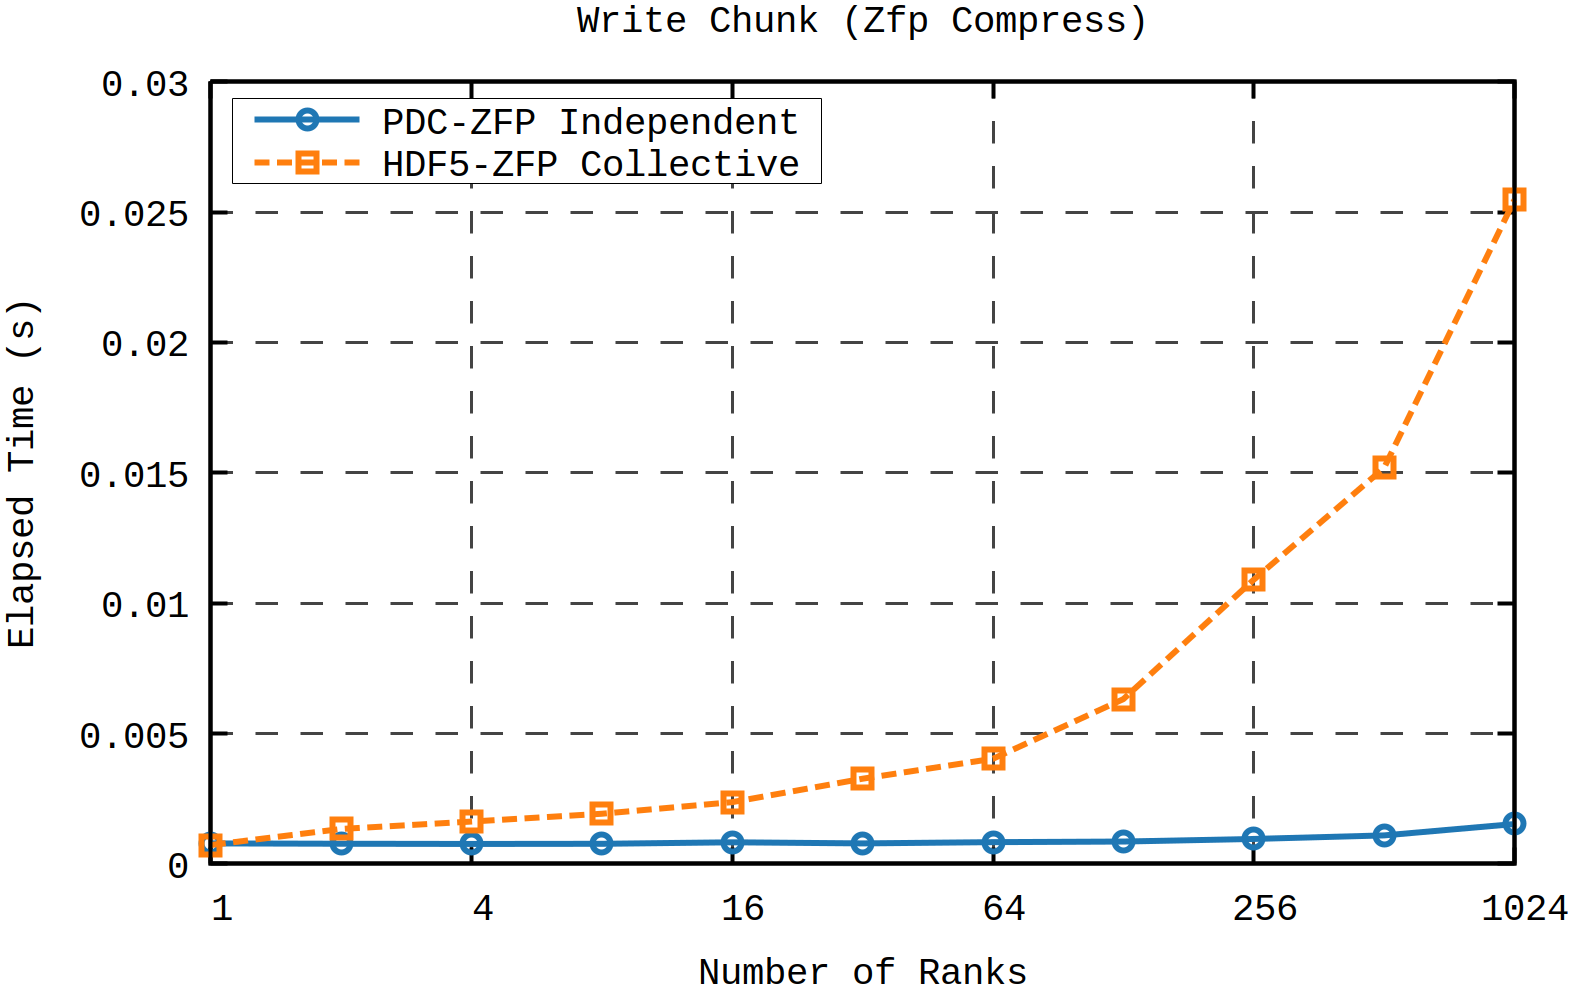 Write Chunk (Zfp Compress)
PDC-ZFP Independent
HDF5-ZFP Collective
Elapsed Time (s)
0.03
0.025
0.02
0.015
0.01
0.005
0
1 4 16 64 256 1024
Number of Ranks